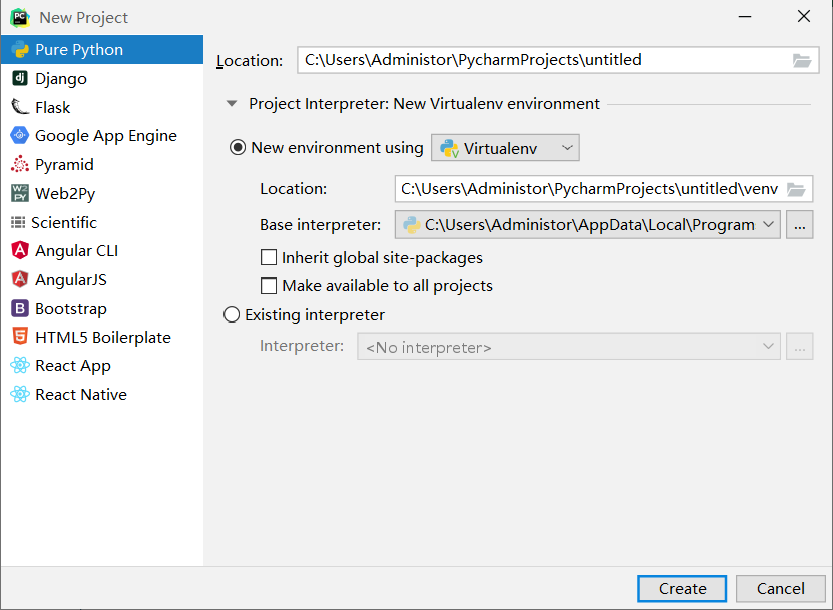 New Project
Pure Python
Django
Flask
Google App Engine
Pyramid
Web2Py
Scientific
Angular CLI
AngularJS
Bootstrap
HTML5 Boilerplate
React App
React Native
Location: C:\Users\Administor\PycharmProjects\untitled
Project Interpreter: New Virtualenv environment
New environment using Virtualenv
Location: C:\Users\Administor\PycharmProjects\untitled\venv
Base interpreter: C:\Users\Administor\AppData\Local\Program ...
Inherit global site-packages
Make available to all projects
Existing interpreter
Interpreter: <No interpreter> ...
Create Cancel